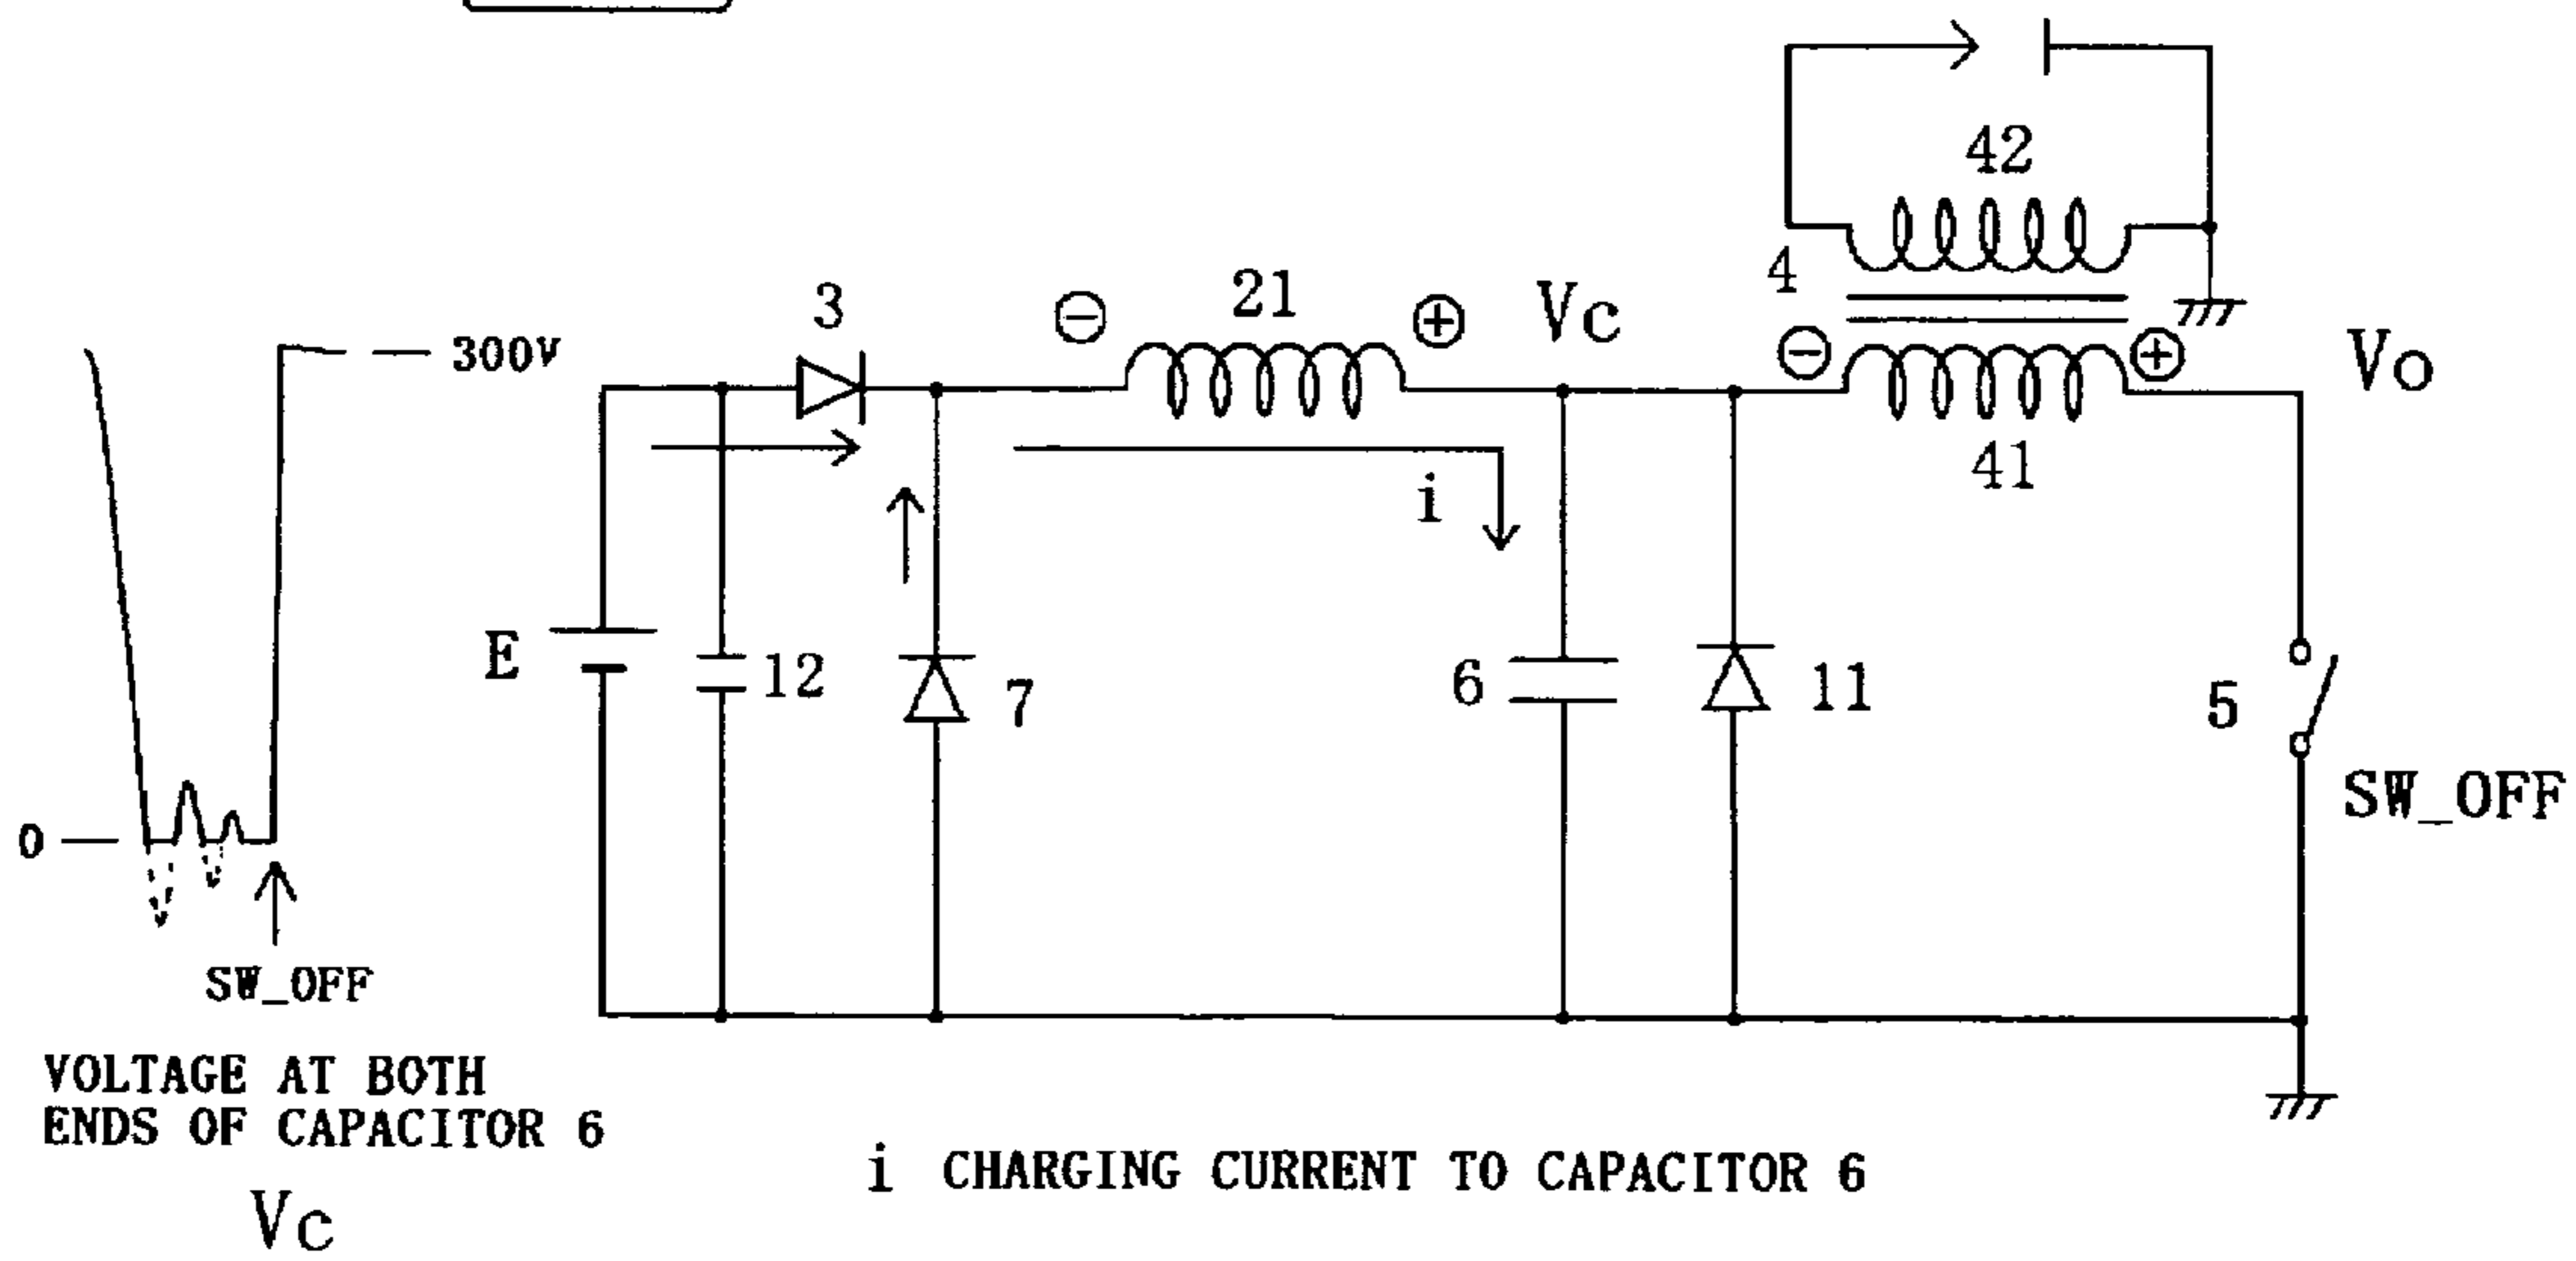 42
4
3
⊖
21
⊕
Vc
⊖
⊕
Vo
300V
41
i
E
12
7
6
11
5
SW_OFF
0
SW_OFF
VOLTAGE AT BOTH
ENDS OF CAPACITOR 6
i CHARGING CURRENT TO CAPACITOR 6
Vc